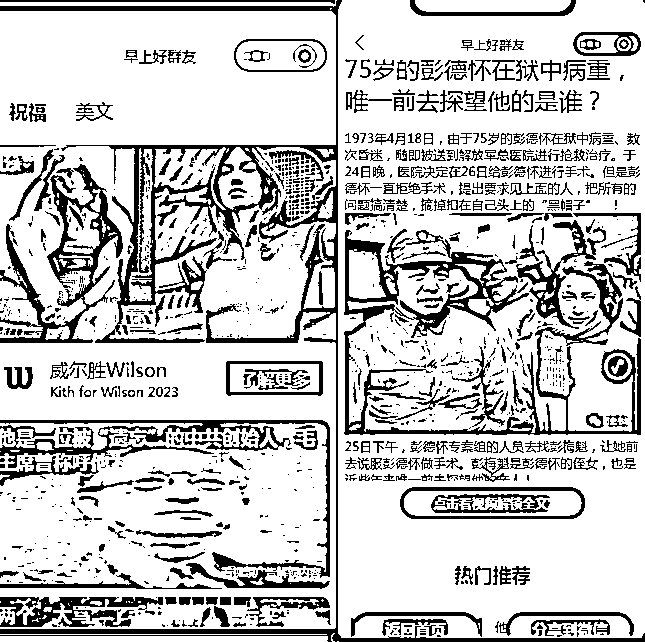 早上好群友
祝福 美文
威尔胜Wilson
Kith for Wilson 2023
了解更多
他是一位被“遗忘”的中共创始人，毛
主席尊称呼他
早上好群友
75岁的彭德怀在狱中病重，
唯一前去探望他的是谁？
1973年4月18日，由于75岁的彭德怀在狱中病重、数
次昏迷，随即被送到解放军总医院进行抢救治疗。于
24日晚，医院决定在26日给彭德怀进行手术。但是彭
德怀一直拒绝手术，提出要求见上面的人，把所有的
问题搞清楚，摘掉扣在自己头上的“黑帽子”！
25日下午，彭德怀专案组的人员去找彭梅魁，让她前
去说服彭德怀做手术。彭梅魁是彭德怀的侄女，也是
近些年来唯一前去探望他的
点击看视频解锁全文
热门推荐
返回首页
他
分享到微信